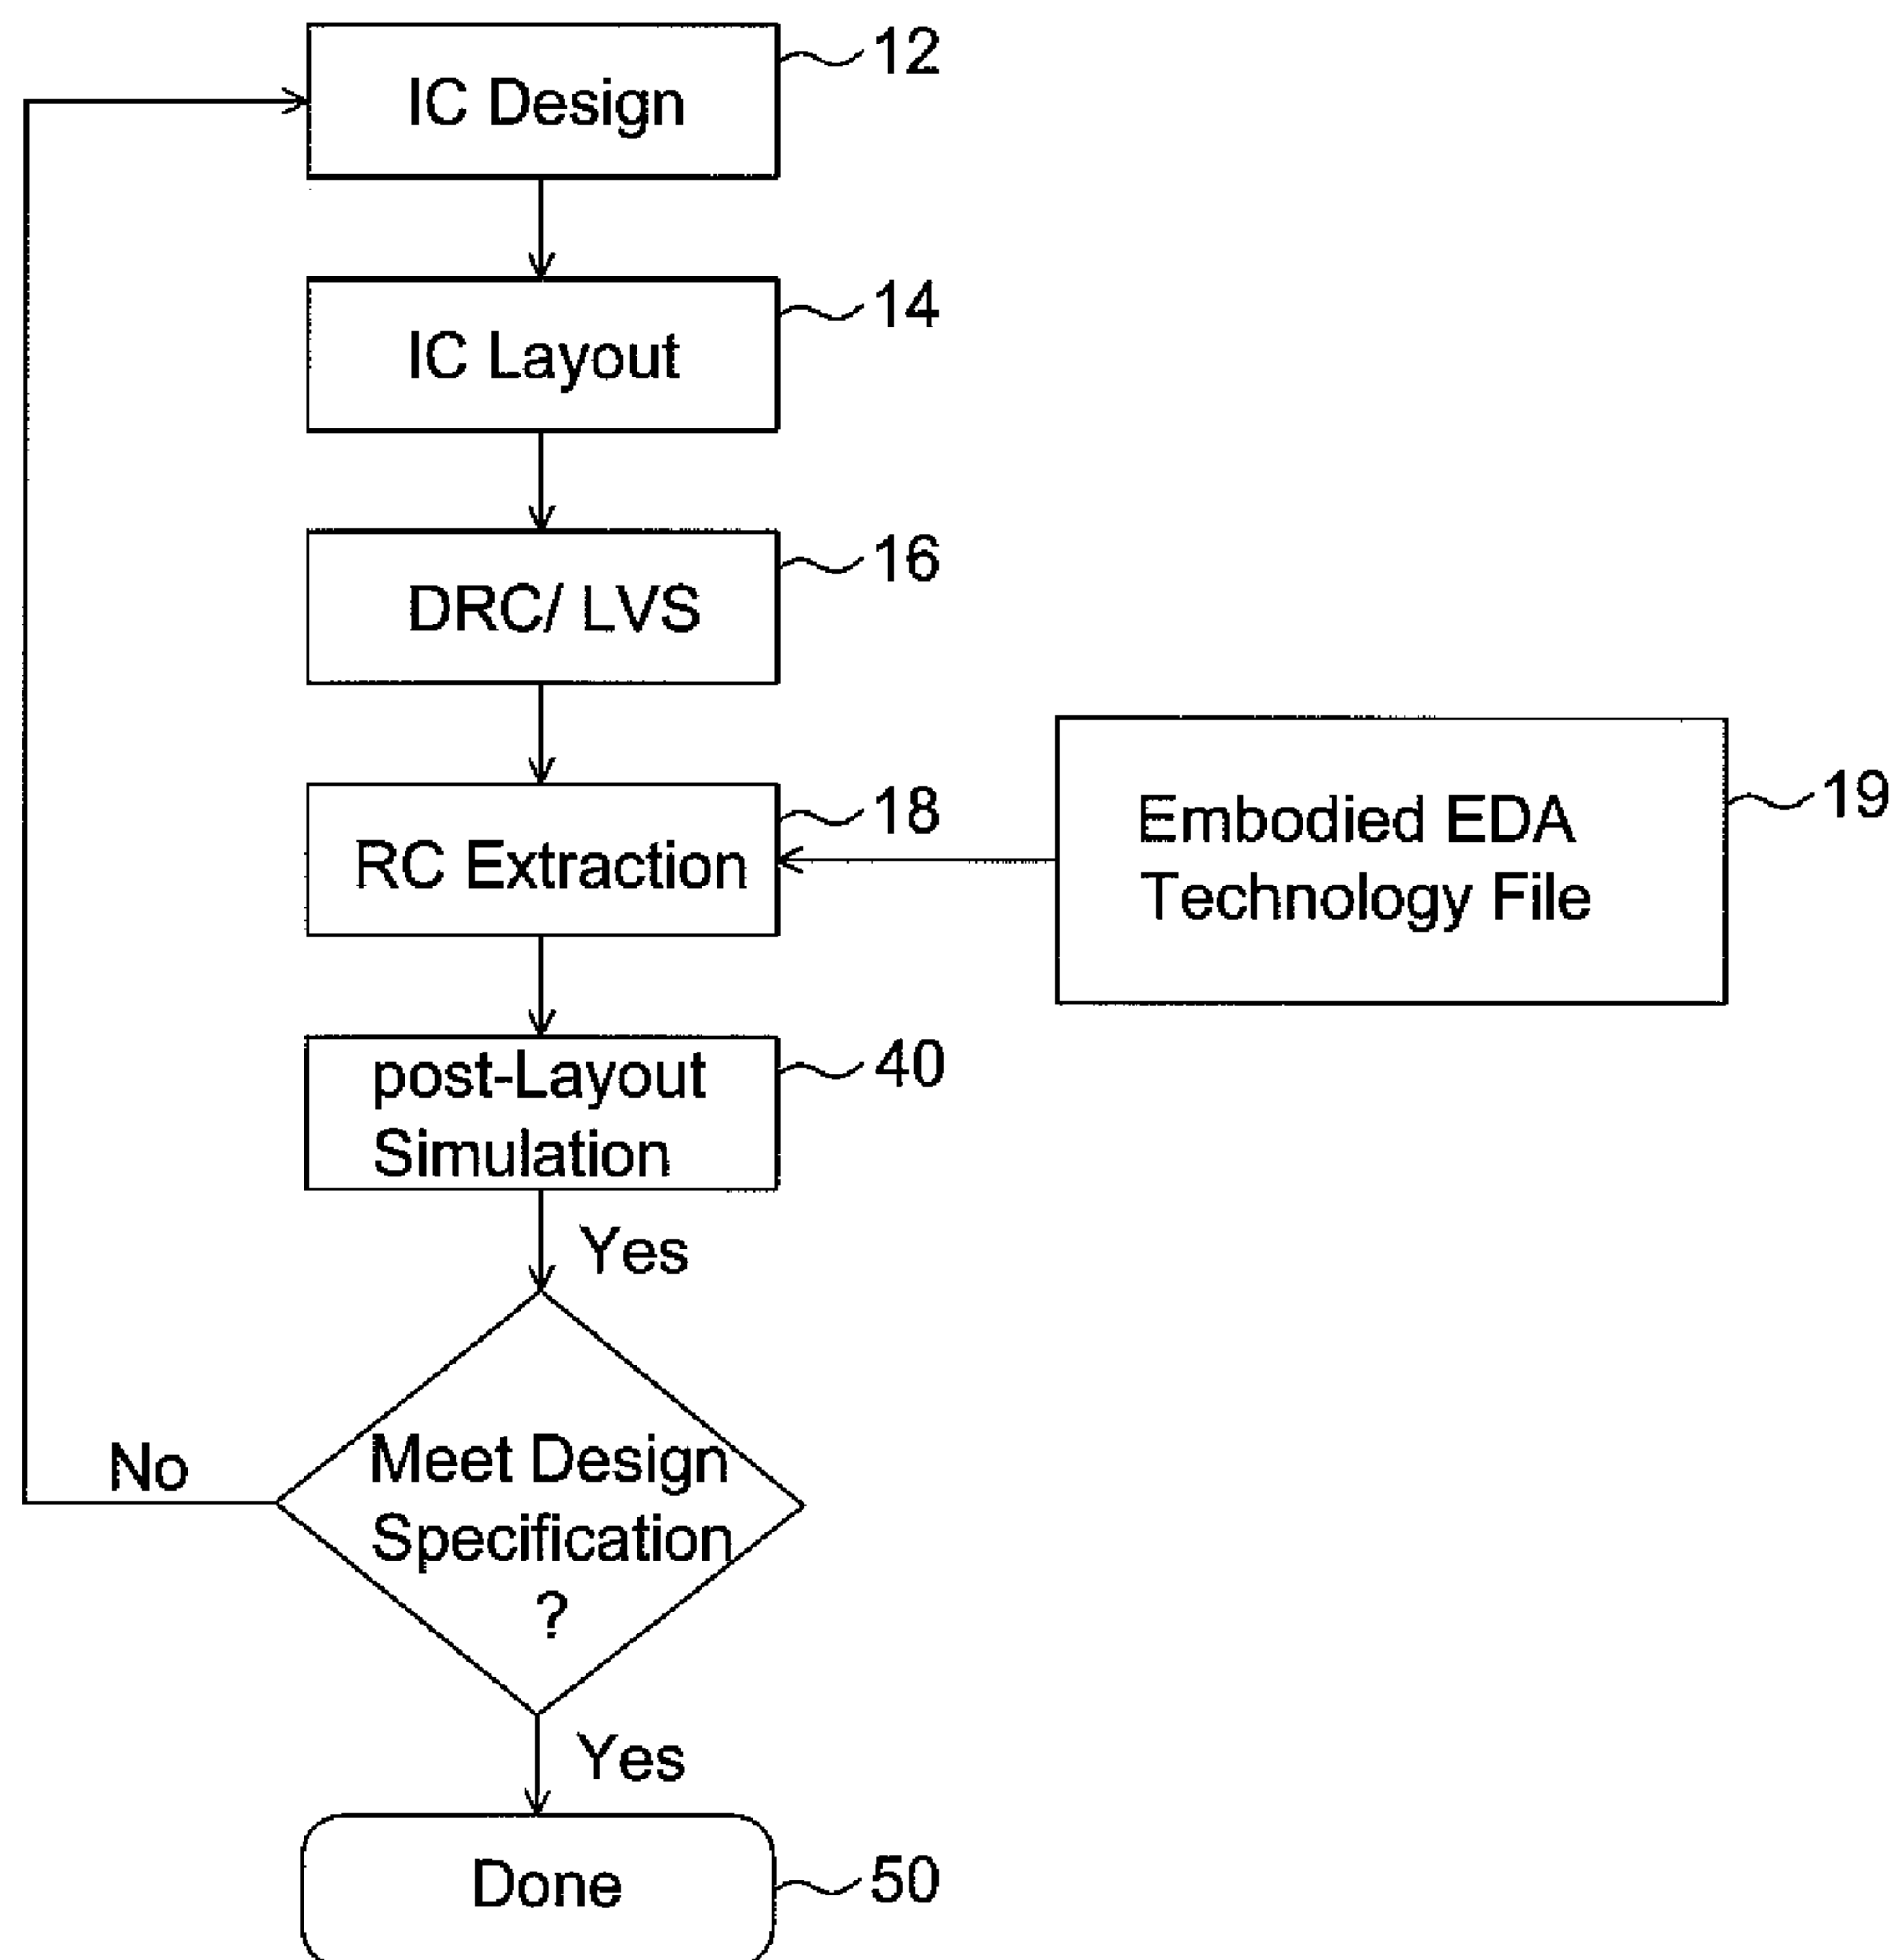 IC Design
12
IC Layout
14
DRC/ LVS
16
RC Extraction
18
Embodied EDA
Technology File
19
post-Layout
Simulation
40
Yes
Meet Design
Specification
?
No
Yes
Done
50